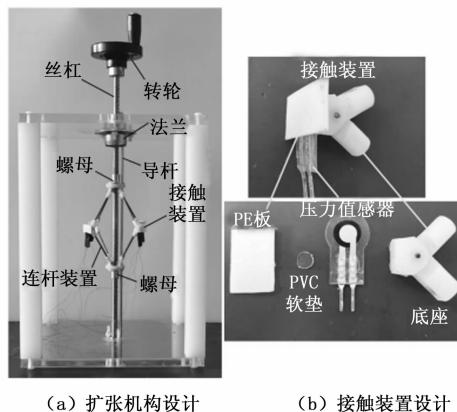 丝杠
转轮
法兰
螺母
导杆
接触
装置
连杆装置
螺母
接触装置
PE板
压力值感器
PVC
软垫
底座
(a) 扩张机构设计
(b) 接触装置设计